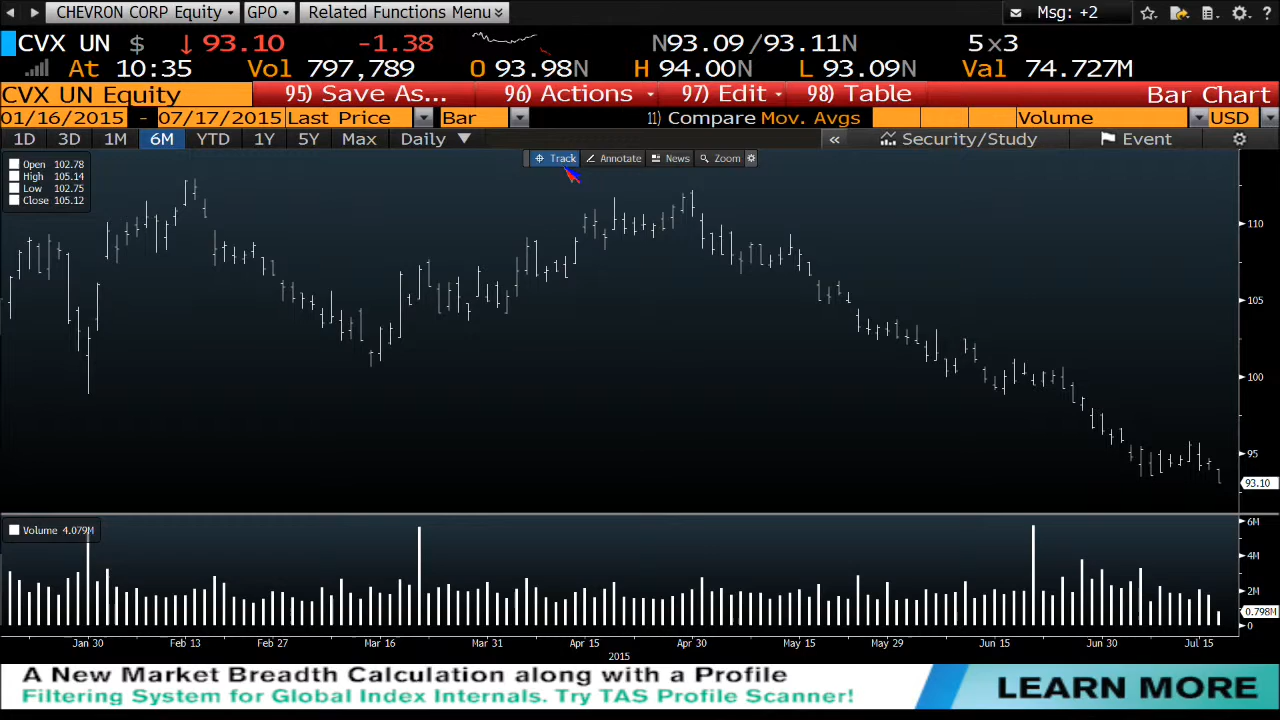 CHEVRON CORP Equity GPO Related Functions Menu Msg: +2 ?
CVX UN $ ↓93.10 -1.38 N93.09 /93.11N 5x3
At 10:35 Vol 797,789 O 93.98N H 94.00N L 93.09N Val 74.727M
CVX UN Equity 95) Save As... 96) Actions 97) Edit 98) Table Bar Chart
01/16/2015 - 07/17/2015 Last Price Bar 11) Compare Mov. Avgs Volume USD
1D 3D 1M 6M YTD 1Y 5Y Max Daily « Security/Study Event
Track Annotate News Zoom
Open 102.78
High 105.14
Low 102.75
Close 105.12
110
105
100
95
93.10
Volume 4.079M
6M
4M
2M
0.798M
0
Jan 30 Feb 13 Feb 27 Mar 16 Mar 31 Apr 15 Apr 30 May 15 May 29 Jun 15 Jun 30 Jul 15
2015
A New Market Breadth Calculation along with a Profile
Filtering System for Global Index Internals. Try TAS Profile Scanner!
LEARN MORE